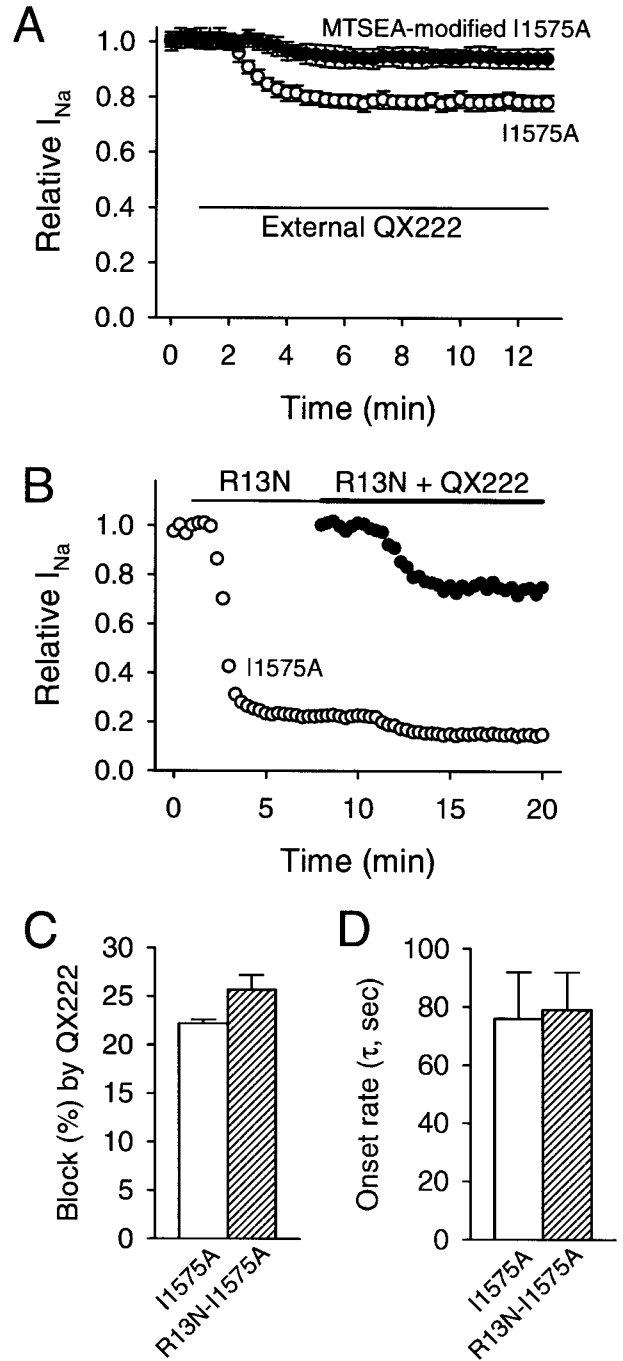 A
MTSEA-modified I1575A
I1575A
External QX222
Relative I_Na
1.0
0.8
0.6
0.4
0.2
0.0
0 2 4 6 8 10 12
Time (min)
B
R13N R13N + QX222
I1575A
Relative I_Na
1.0
0.8
0.6
0.4
0.2
0.0
0 5 10 15 20
Time (min)
C
Block (%) by QX222
30
25
20
15
10
5
0
I1575A
R13N-I1575A
D
Onset rate (τ, sec)
100
80
60
40
20
0
I1575A
R13N-I1575A